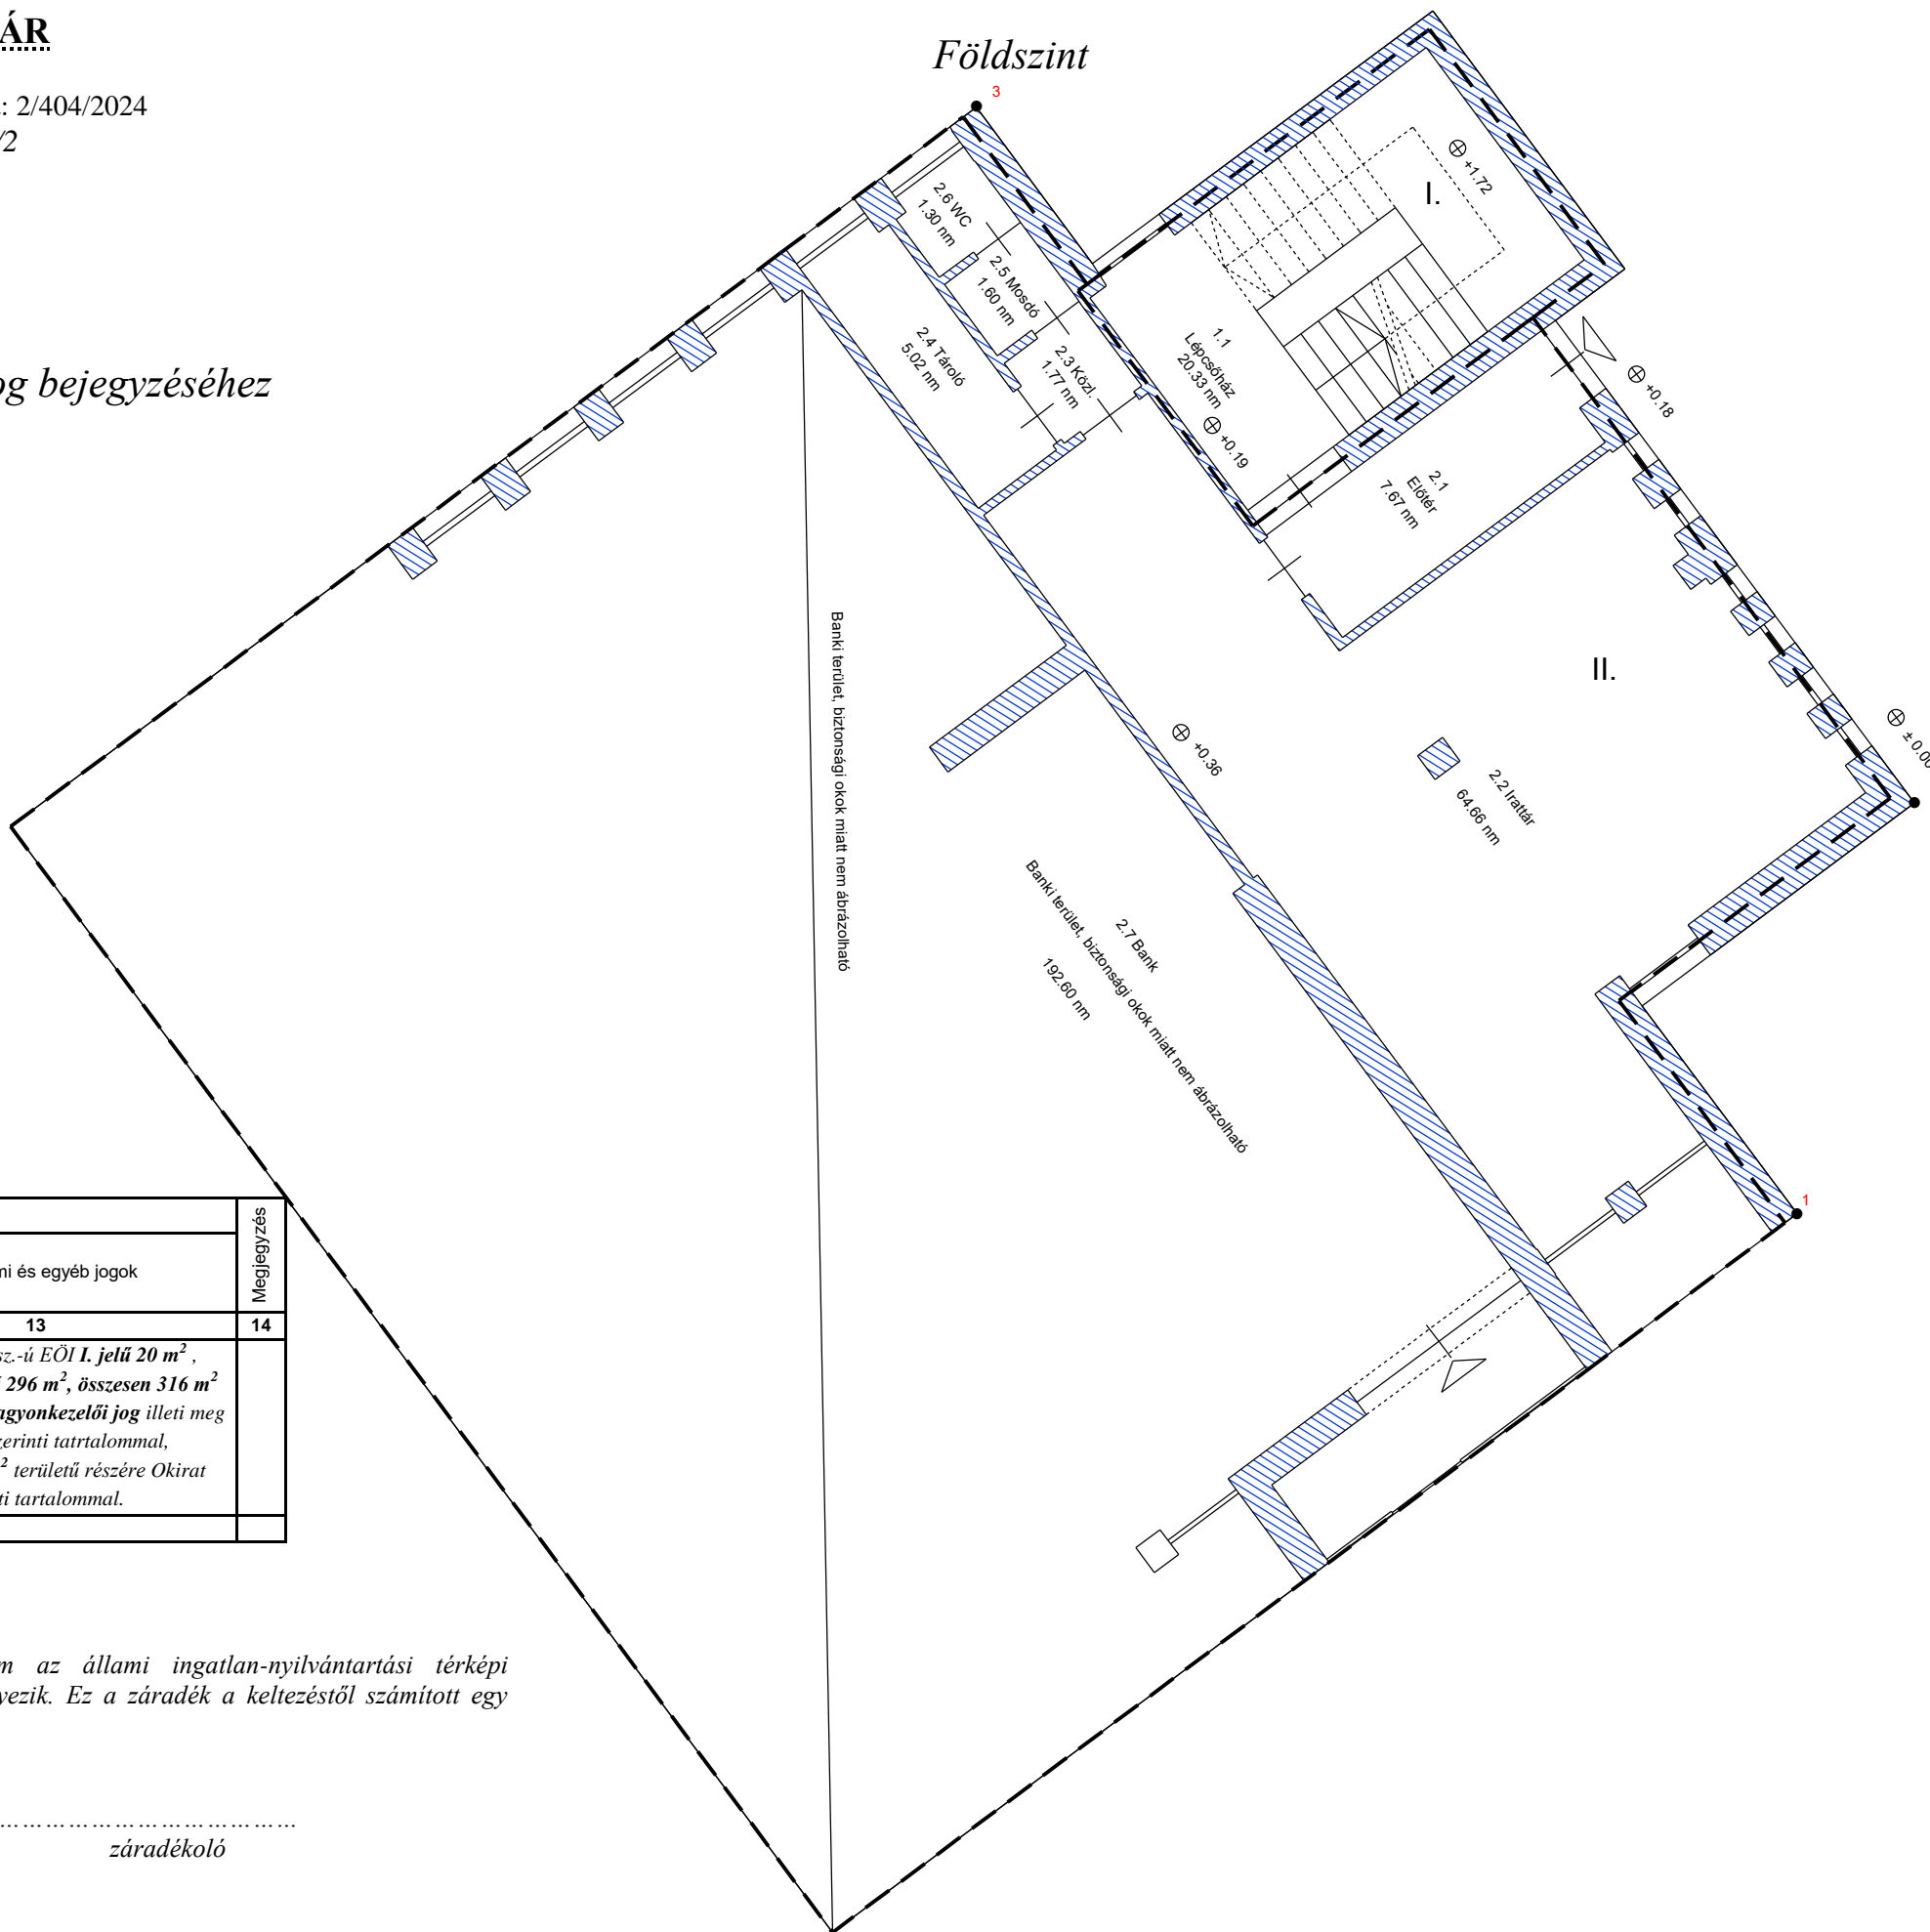 ÁR
Földszint
.: 2/404/2024
/2
og bejegyzéséhez
3
2.6 WC
1.30 nm
2.5 Mosdó
1.60 nm
2.4 Tároló
5.02 nm
2.3 Közl.
1.77 nm
1.1
Lépcsőház
20.33 nm
+0.19
I.
+1.72
+0.18
2.1
Előtér
7.67 nm
II.
+0.36
2.2 Irattár
64.66 nm
± 0.00
Banki terület, biztonsági okok miatt nem ábrázolható
2.7 Bank
Banki terület, biztonsági okok miatt nem ábrázolható
192.60 nm
1
Megjegyzés
ni és egyéb jogok
13
14
sz.-ú EÖI I. jelű 20 m² ,
296 m², összesen 316 m²
agyonkezelői jog illeti meg
zerinti tatrtalommal,
² területű részére Okirat
ti tartalommal.
m az állami ingatlan-nyilvántartási térképi
yezik. Ez a záradék a keltezéstől számított egy
……………………………………
záradékoló